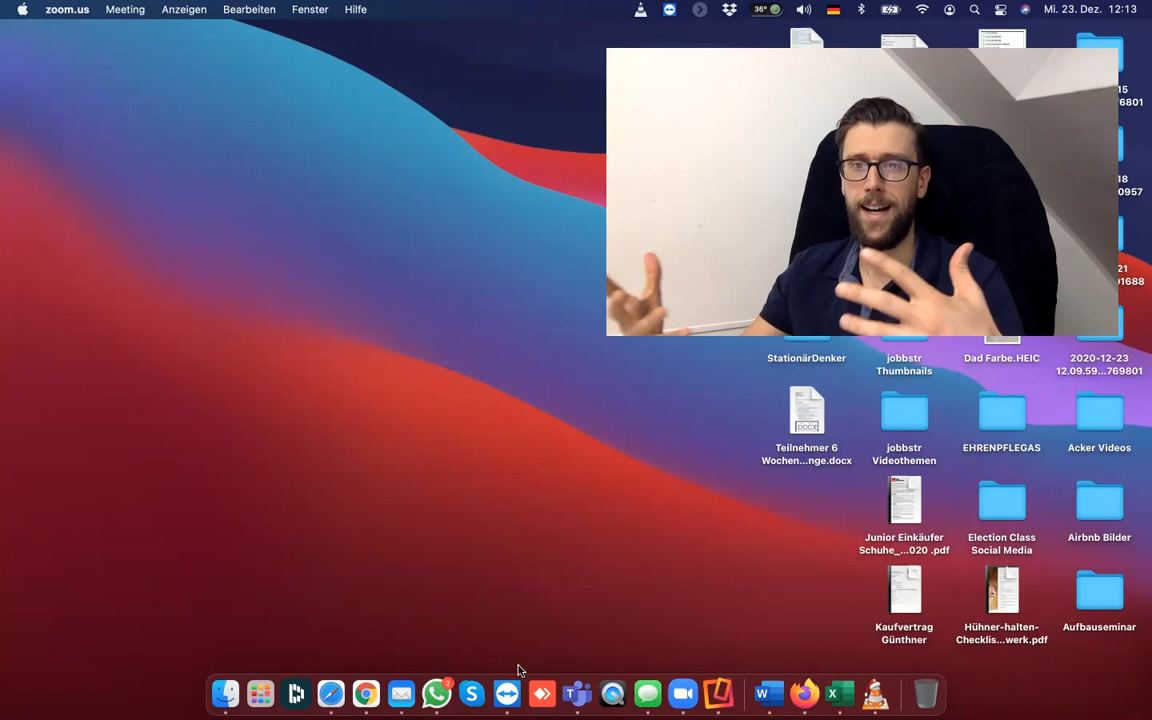 zoom.us Meeting Anzeigen Bearbeiten Fenster Hilfe 36° Mi. 23. Dez. 12:13
15
76801
18
0957
21
01688
StationärDenker
jobbstr
Thumbnails
Dad Farbe.HEIC
2020-12-23
12.09.59...769801
DOCX
Teilnehmer 6
Wochen...nge.docx
jobbstr
Videothemen
EHRENPFLEGAS
Acker Videos
Junior Einkäufer
Schuhe_...020 .pdf
Election Class
Social Media
Airbnb Bilder
Kaufvertrag
Günthner
Hühner-halten-
Checklis...werk.pdf
Aufbauseminar
2